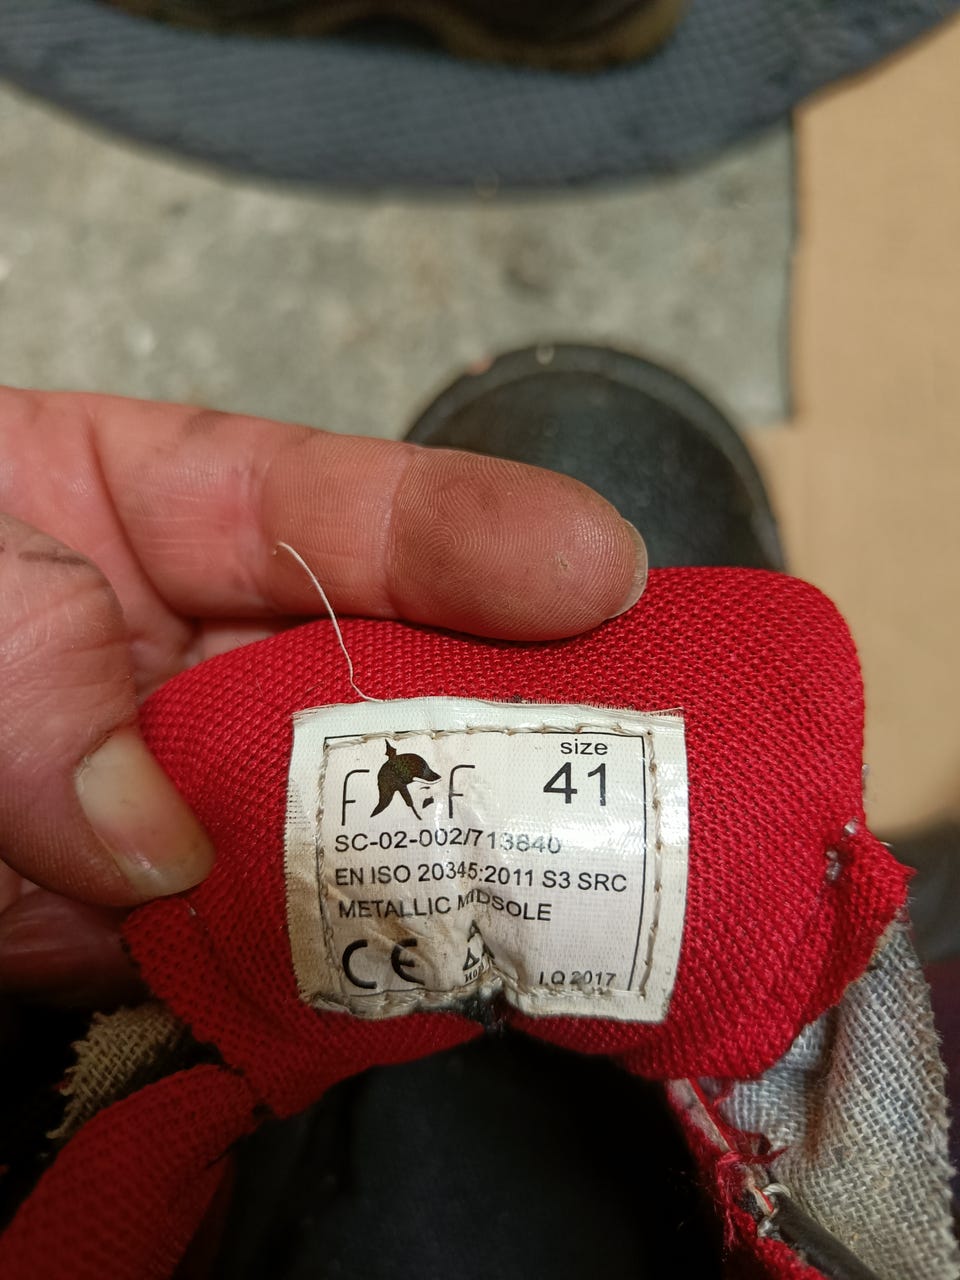 size
41
SC-02-002/713840
EN ISO 20345:2011 S3 SRC
METALLIC MIDSOLE
CE
I.Q 2017